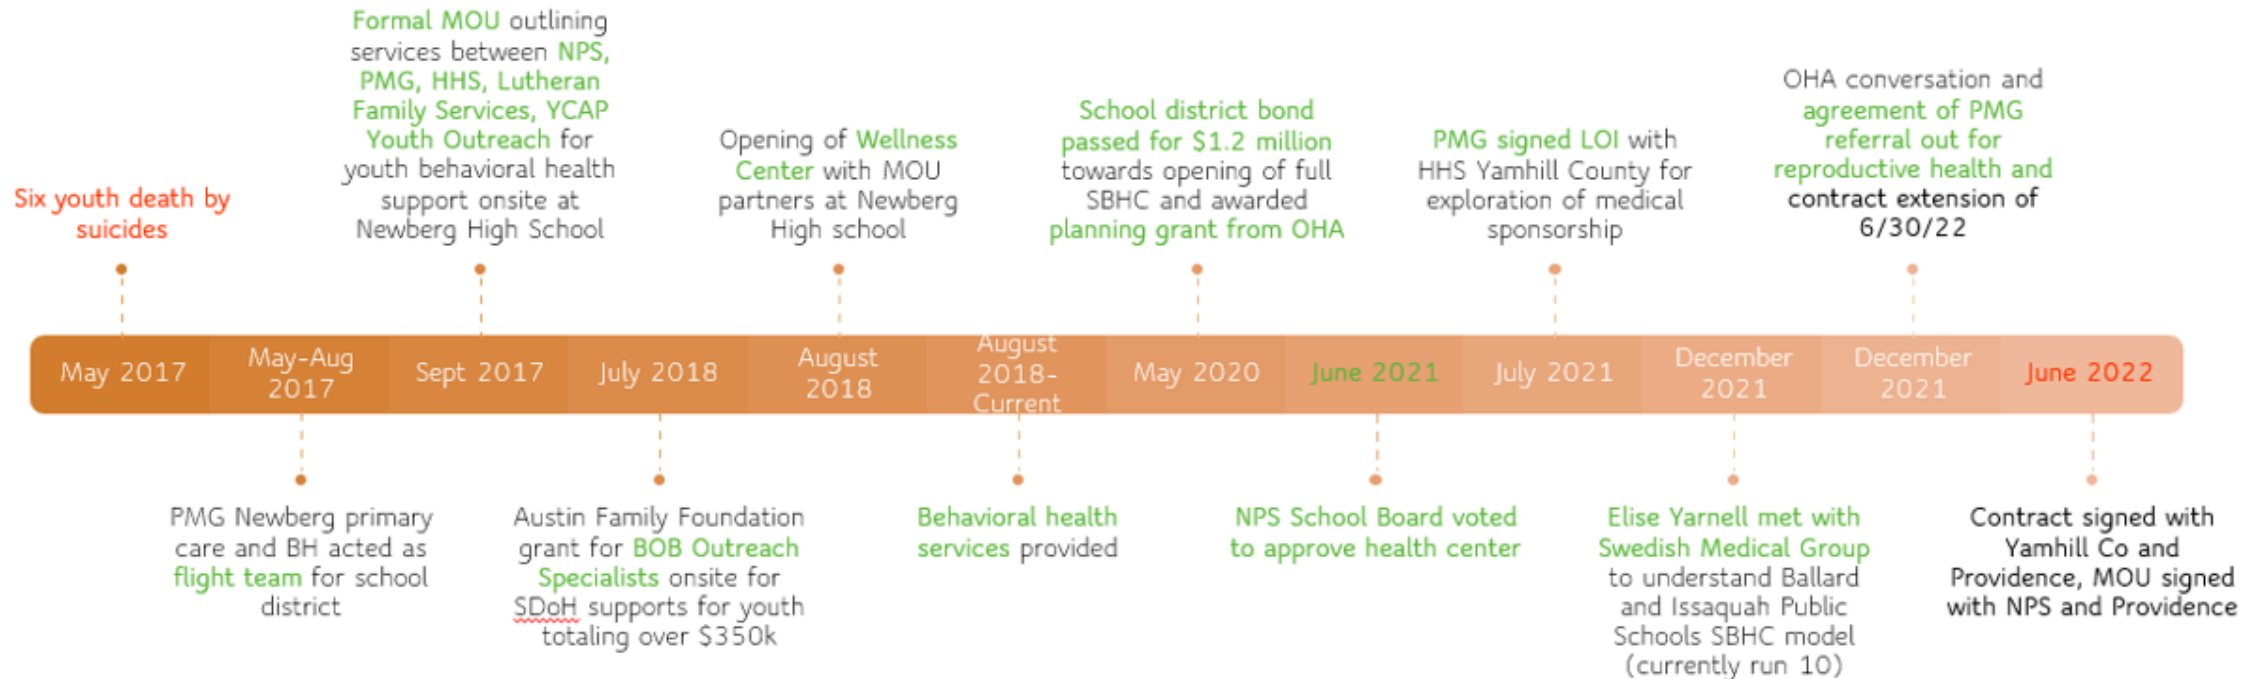 Six youth death by
suicides
Formal MOU outlining
services between NPS,
PMG, HHS, Lutheran
Family Services, YCAP
Youth Outreach for
youth behavioral health
support onsite at
Newberg High School
Opening of Wellness
Center with MOU
partners at Newberg
High school
School district bond
passed for $1.2 million
towards opening of full
SBHC and awarded
planning grant from OHA
PMG signed LOI with
HHS Yamhill County for
exploration of medical
sponsorship
OHA conversation and
agreement of PMG
referral out for
reproductive health and
contract extension of
6/30/22
May 2017
May-Aug
2017
Sept 2017
July 2018
August
2018
August
2018-
Current
May 2020
June 2021
July 2021
December
2021
December
2021
June 2022
PMG Newberg primary
care and BH acted as
flight team for school
district
Austin Family Foundation
grant for BOB Outreach
Specialists onsite for
SDoH supports for youth
totaling over $350k
Behavioral health
services provided
NPS School Board voted
to approve health center
Elise Yarnell met with
Swedish Medical Group
to understand Ballard
and Issaquah Public
Schools SBHC model
(currently run 10)
Contract signed with
Yamhill Co and
Providence, MOU signed
with NPS and Providence